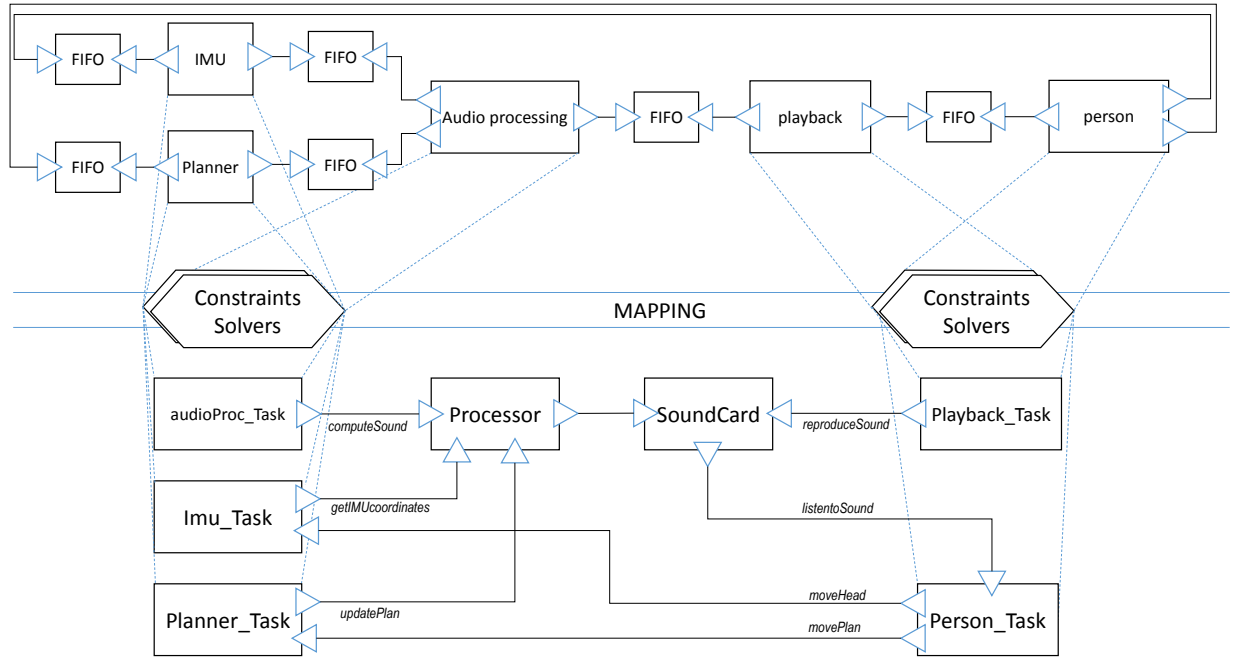 FIFO
IMU
FIFO
Audio processing
FIFO
playback
FIFO
person
FIFO
Planner
FIFO
Constraints
Solvers
MAPPING
Constraints
Solvers
audioProc_Task
computeSound
Processor
SoundCard
reproduceSound
Playback_Task
Imu_Task
getIMUcoordinates
listentoSound
Planner_Task
updatePlan
moveHead
movePlan
Person_Task